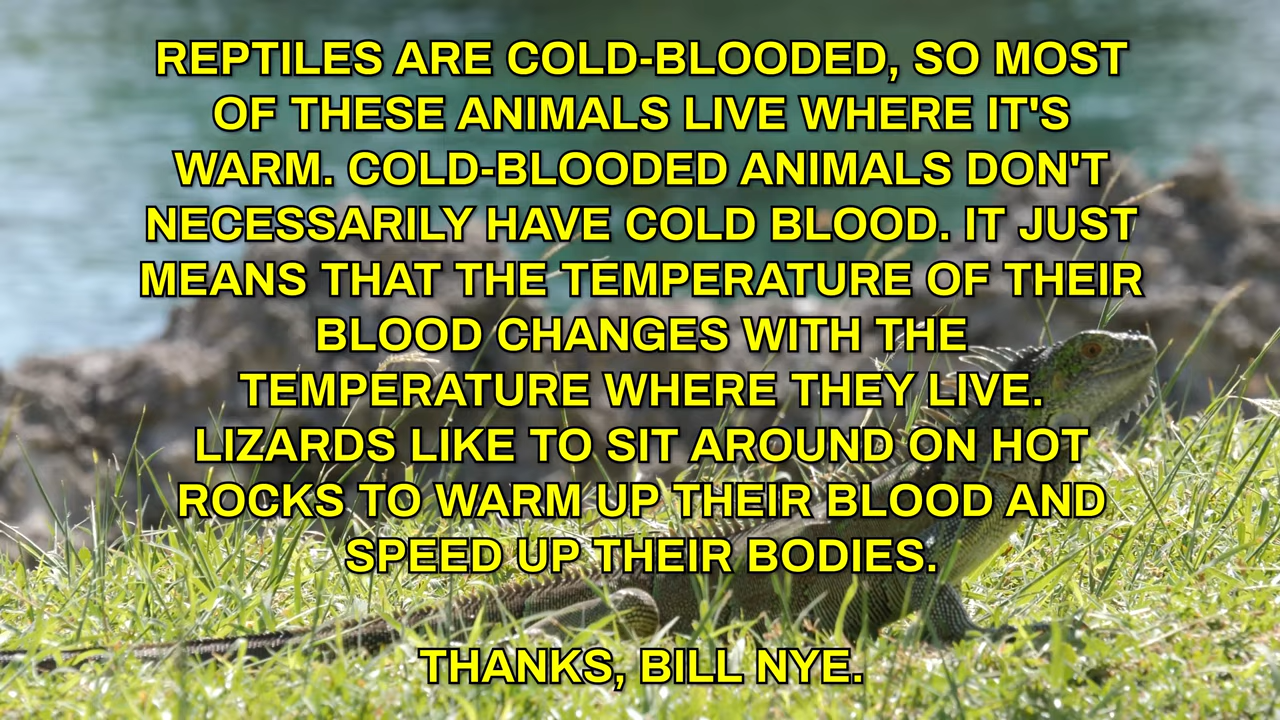 REPTILES ARE COLD-BLOODED, SO MOST
OF THESE ANIMALS LIVE WHERE IT'S
WARM. COLD-BLOODED ANIMALS DON'T
NECESSARILY HAVE COLD BLOOD. IT JUST
MEANS THAT THE TEMPERATURE OF THEIR
BLOOD CHANGES WITH THE
TEMPERATURE WHERE THEY LIVE.
LIZARDS LIKE TO SIT AROUND ON HOT
ROCKS TO WARM UP THEIR BLOOD AND
SPEED UP THEIR BODIES.
THANKS, BILL NYE.